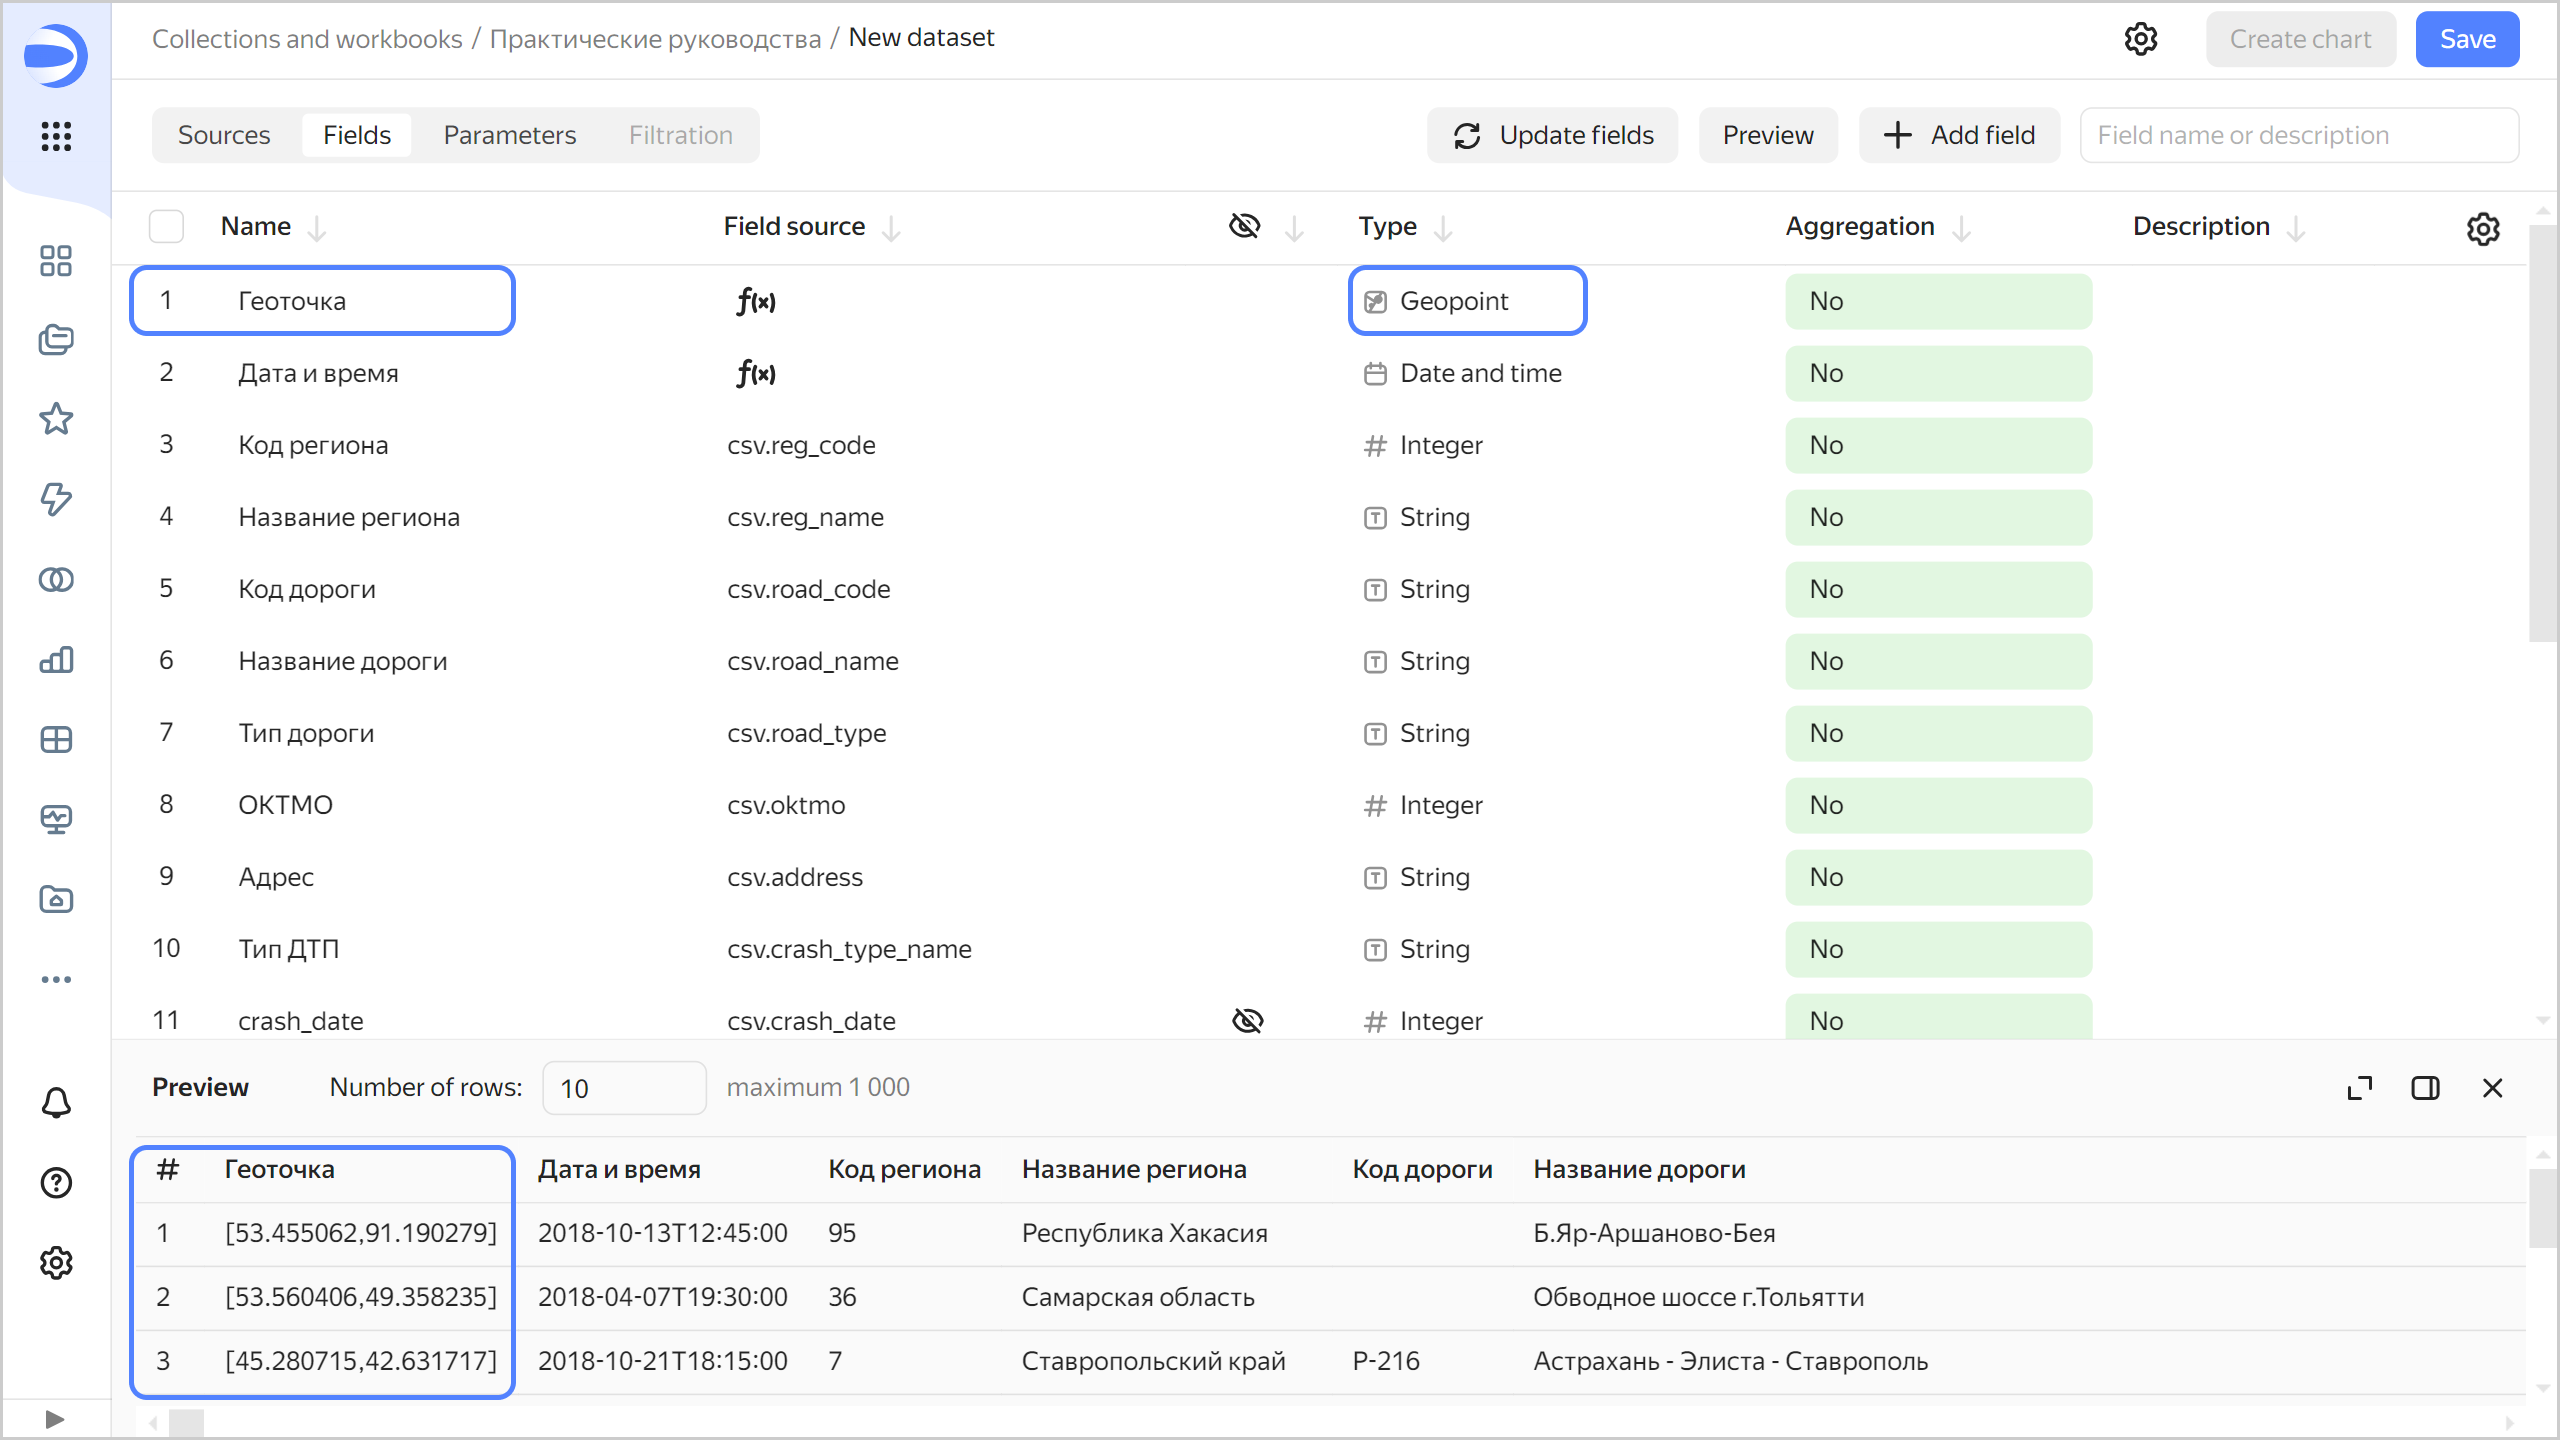 Collections and workbooks / Практические руководства / New dataset
Create chart
Save
Sources Fields Parameters Filtration
Update fields
Preview
Add field
Field name or description
Name Field source Type Aggregation Description
1 Геоточка f(x) Geopoint No
2 Дата и время f(x) Date and time No
3 Код региона csv.reg_code # Integer No
4 Название региона csv.reg_name T String No
5 Код дороги csv.road_code T String No
6 Название дороги csv.road_name T String No
7 Тип дороги csv.road_type T String No
8 ОКТМО csv.oktmo # Integer No
9 Адрес csv.address T String No
10 Тип ДТП csv.crash_type_name T String No
11 crash_date csv.crash_date # Integer No
Preview Number of rows: 10 maximum 1 000
# Геоточка Дата и время Код региона Название региона Код дороги Название дороги
1 [53.455062,91.190279] 2018-10-13T12:45:00 95 Республика Хакасия Б.Яр-Аршаново-Бея
2 [53.560406,49.358235] 2018-04-07T19:30:00 36 Самарская область Обводное шоссе г.Тольятти
3 [45.280715,42.631717] 2018-10-21T18:15:00 7 Ставропольский край Р-216 Астрахань - Элиста - Ставрополь